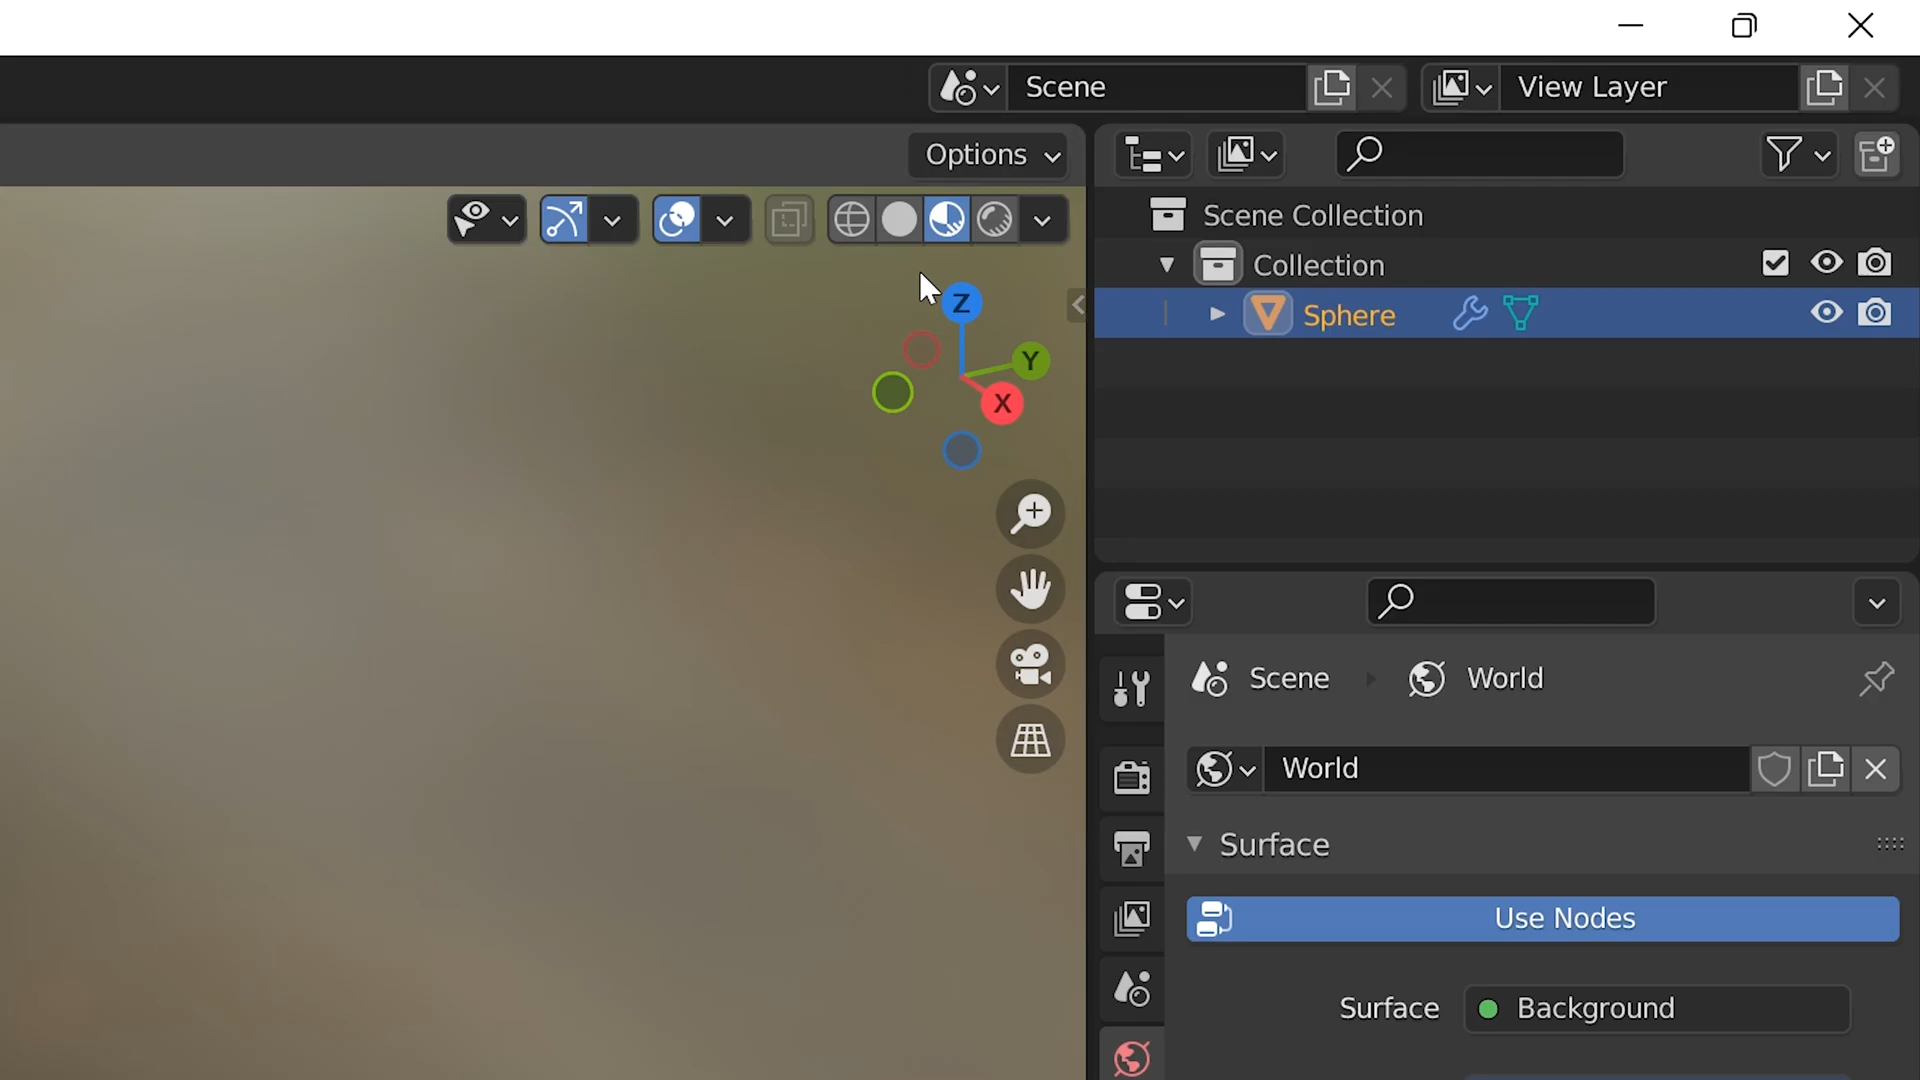 Scene
View Layer
Options
Scene Collection
Collection
Sphere
Z
Y
X
Scene World
World
Surface
Use Nodes
Surface Background